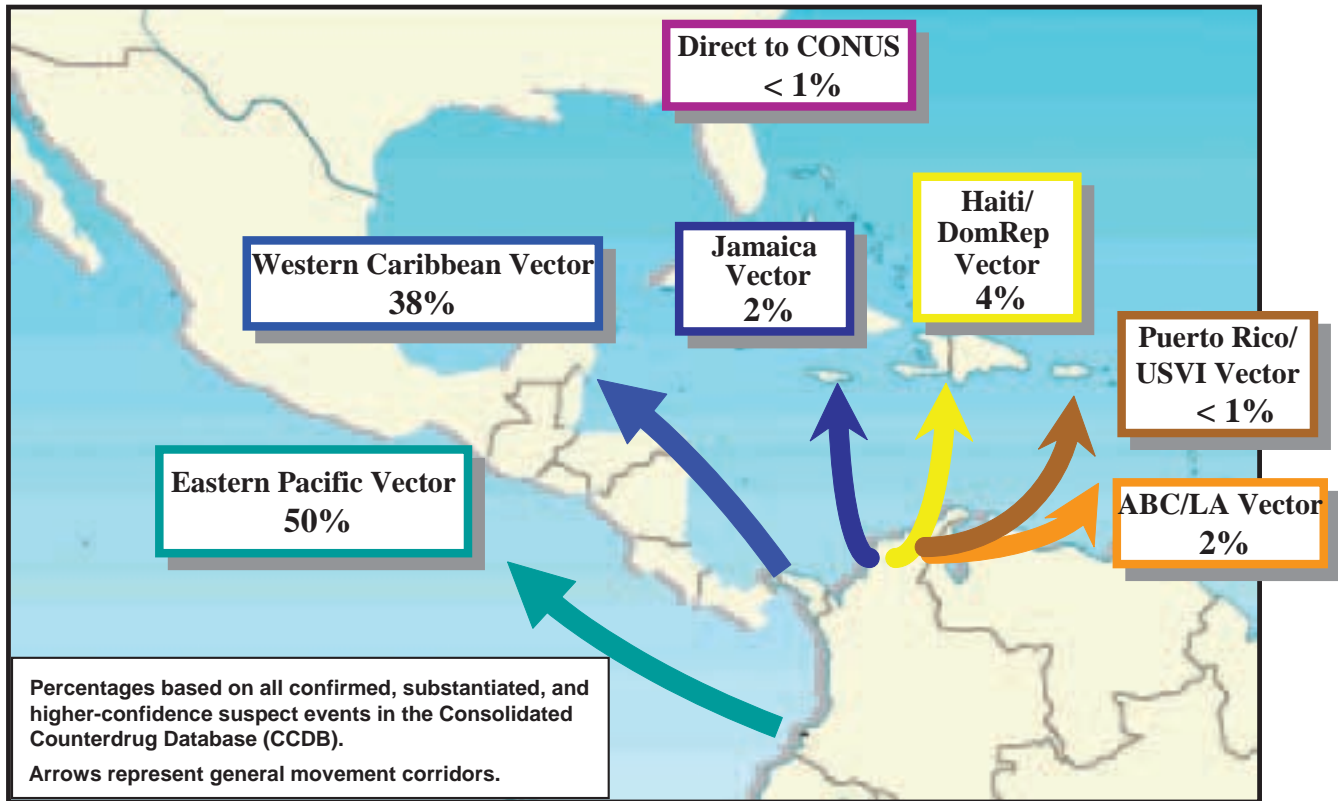 Direct to CONUS
< 1%
Haiti/
DomRep
Vector
4%
Jamaica
Vector
2%
Western Caribbean Vector
38%
Puerto Rico/
USVI Vector
< 1%
Eastern Pacific Vector
50%
ABC/LA Vector
2%
Percentages based on all confirmed, substantiated, and
higher-confidence suspect events in the Consolidated
Counterdrug Database (CCDB).
Arrows represent general movement corridors.